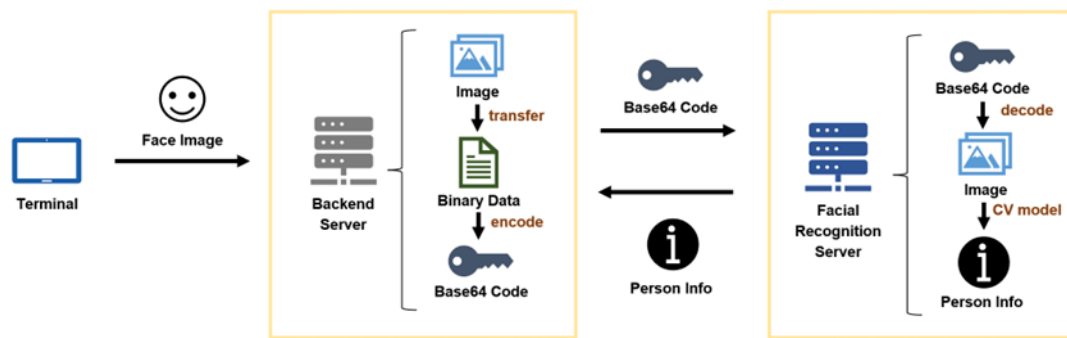 Terminal
Face Image
Backend
Server
Image
transfer
Binary Data
encode
Base64 Code
Base64 Code
Person Info
Facial
Recognition
Server
Base64 Code
decode
Image
CV model
Person Info